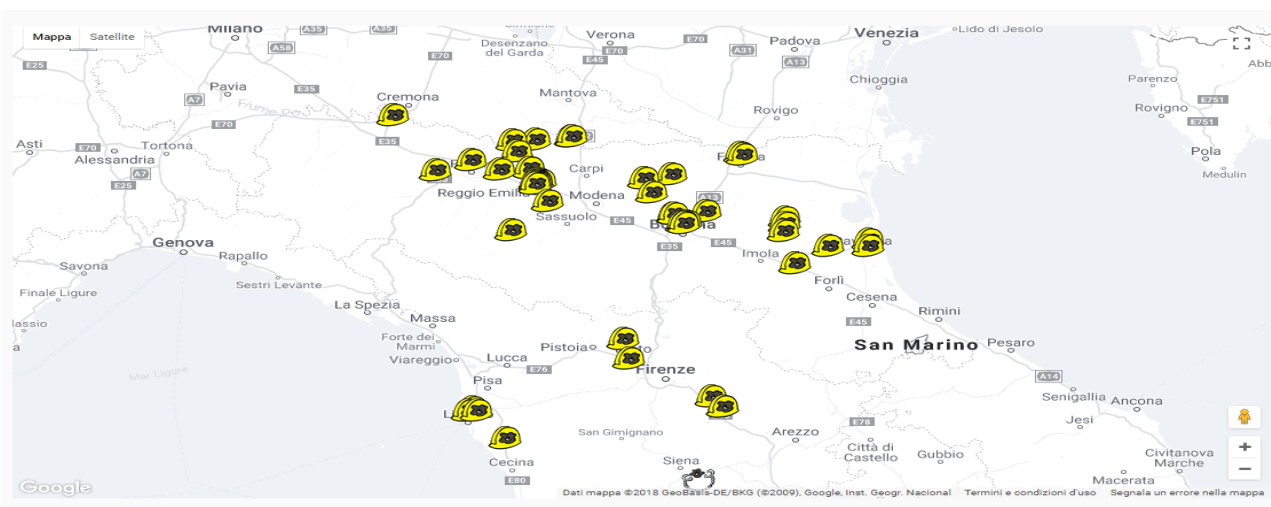 Mappa Satellite
Milano
A35
A35
Verona
Padova
Venezia
Lido di Jesolo
A58
Desenzano
del Garda
E70
E70
E70
E45
A31
A13
E25
Chioggia
Parenzo
Pavia
E35
A7
Cremona
Mantova
Rovigo
Rovigno
E751
E751
E70
E35
Asti
E70
Tortona
Alessandria
A7
E25
Pola
Medulin
Carpi
Reggio Emilia
Modena
A13
Sassuolo
E45
E35
E45
Imola
Genova
Rapallo
Savona
Sestri Levante
Finale Ligure
Forlì
Cesena
La Spezia
Massa
Rimini
E45
Forte dei
Marmi
Viareggio
Pistoia
San Marino
Pesaro
Lucca
E76
Firenze
Mar Ligure
Pisa
A14
Senigallia
Ancona
Jesi
San Gimignano
Arezzo
E78
Città di
Castello
Gubbio
Siena
Cecina
E80
Civitanova
Marche
Macerata
+
−
Google
Dati mappa ©2018 GeoBasis-DE/BKG (©2009), Google, Inst. Geogr. Nacional Termini e condizioni d'uso Segnala un errore nella mappa